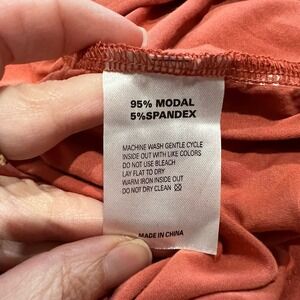 95% MODAL
5%SPANDEX
MACHINE WASH GENTLE CYCLE
INSIDE OUT WITH LIKE COLORS
DO NOT USE BLEACH
LAY FLAT TO DRY
WARM IRON INSIDE OUT
DO NOT DRY CLEAN
MADE IN CHINA